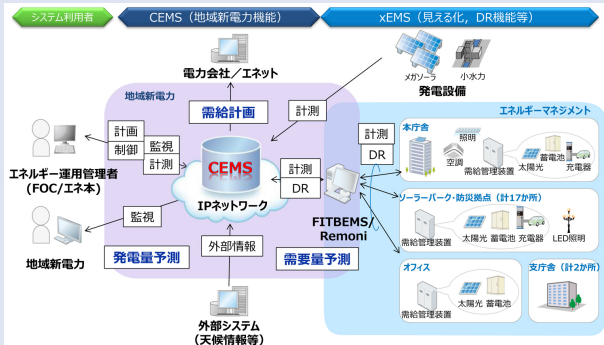 システム利用者
CEMS（地域新電力機能）
xEMS（見える化，DR機能等）
電力会社／エネット
メガソーラ
小水力
発電設備
地域新電力
需給計画
計測
エネルギーマネジメント
計画
制御
監視
計測
CEMS
IPネットワーク
計測
DR
計測
DR
FITBEMS/
Remoni
エネルギー運用管理者
（FOC/エネ本）
監視
地域新電力
発電量予測
外部情報
需要量予測
外部システム
（天候情報等）
本庁舎
照明
空調
需給管理装置
太陽光
蓄電池
充電器
ソーラーパーク・防災拠点（計17か所）
需給管理装置
太陽光
蓄電池
充電器
LED照明
オフィス
需給管理装置
太陽光
蓄電池
支庁舎（計2か所）